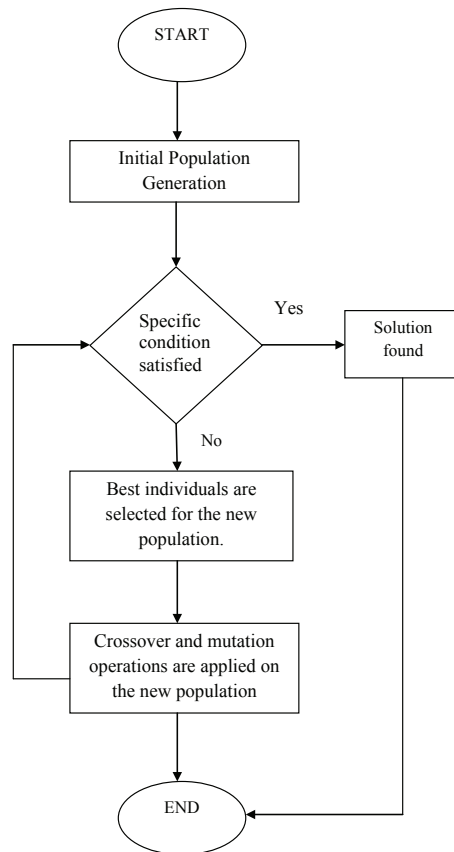 START
Initial Population
Generation
Specific
condition
satisfied
Yes
Solution
found
No
Best individuals are
selected for the new
population.
Crossover and mutation
operations are applied on
the new population
END